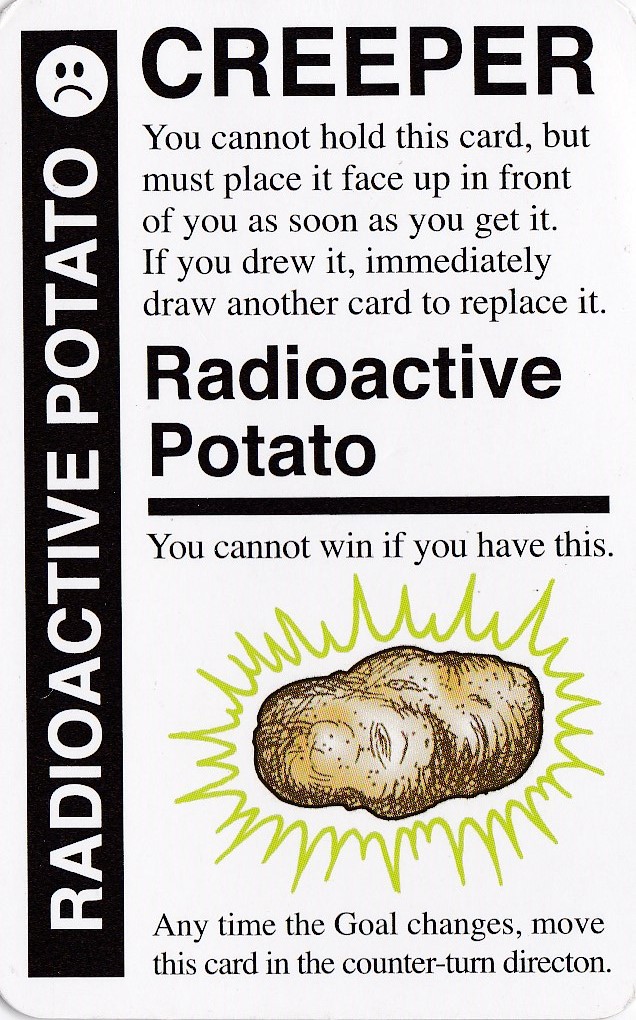 RADIOACTIVE POTATO
CREEPER
You cannot hold this card, but
must place it face up in front
of you as soon as you get it.
If you drew it, immediately
draw another card to replace it.
Radioactive
Potato
You cannot win if you have this.
Any time the Goal changes, move
this card in the counter-turn directon.